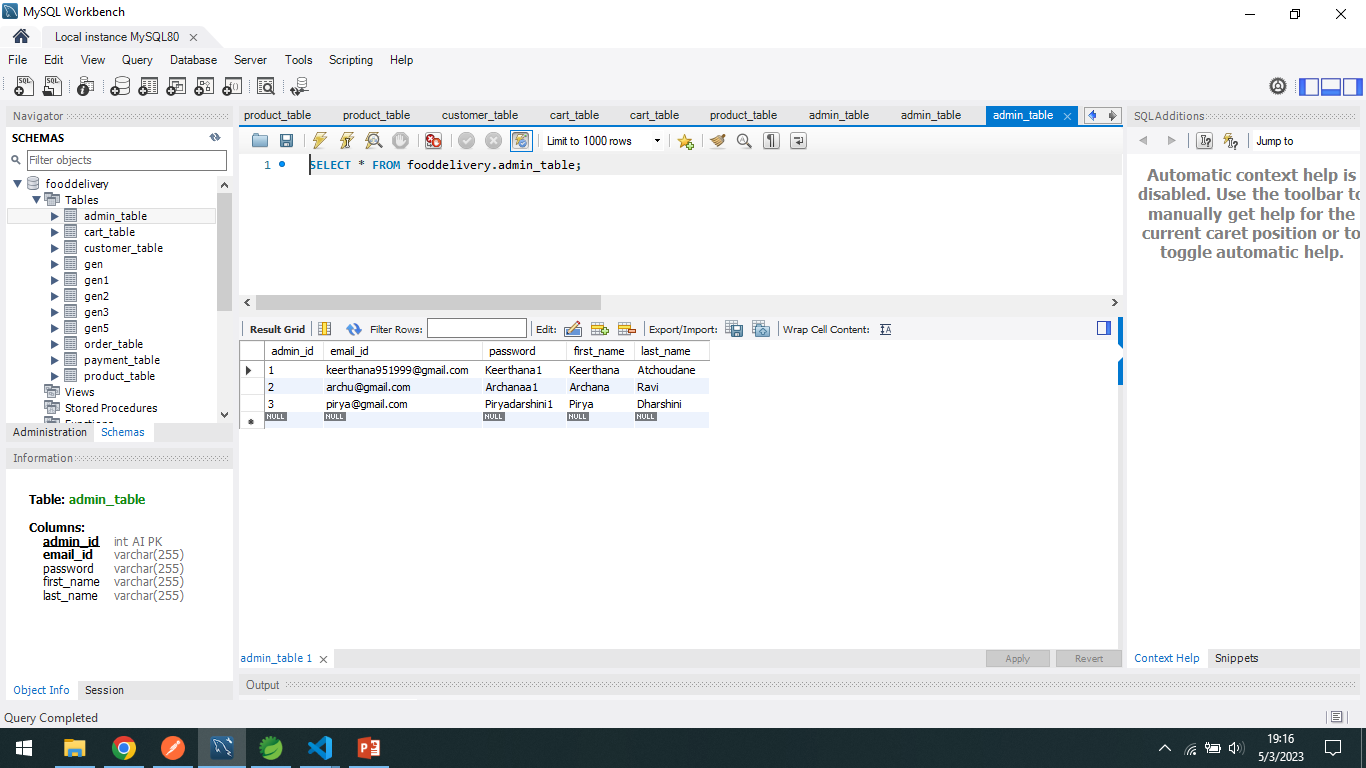 MySQL Workbench
Local instance MySQL80
File Edit View Query Database Server Tools Scripting Help
Navigator
SCHEMAS
Filter objects
fooddelivery
Tables
admin_table
cart_table
customer_table
gen
gen1
gen2
gen3
gen5
order_table
payment_table
product_table
Views
Stored Procedures
Functions
Administration Schemas
Information
Table: admin_table
Columns:
admin_id int AI PK
email_id varchar(255)
password varchar(255)
first_name varchar(255)
last_name varchar(255)
Object Info Session
product_table product_table customer_table cart_table cart_table product_table admin_table admin_table admin_table
Limit to 1000 rows
1 SELECT * FROM fooddelivery.admin_table;
Result Grid Filter Rows: Edit: Export/Import: Wrap Cell Content:
admin_id email_id password first_name last_name
1 keerthana951999@gmail.com Keerthana1 Keerthana Atchoudane
2 archu@gmail.com Archanaa1 Archana Ravi
3 pirya@gmail.com Piryadarshini1 Pirya Dharshini
NULL NULL NULL NULL NULL
admin_table 1 Apply Revert
Output
SQLAdditions
Jump to
Automatic context help is
disabled. Use the toolbar to
manually get help for the
current caret position or to
toggle automatic help.
Context Help Snippets
Query Completed
19:16
5/3/2023